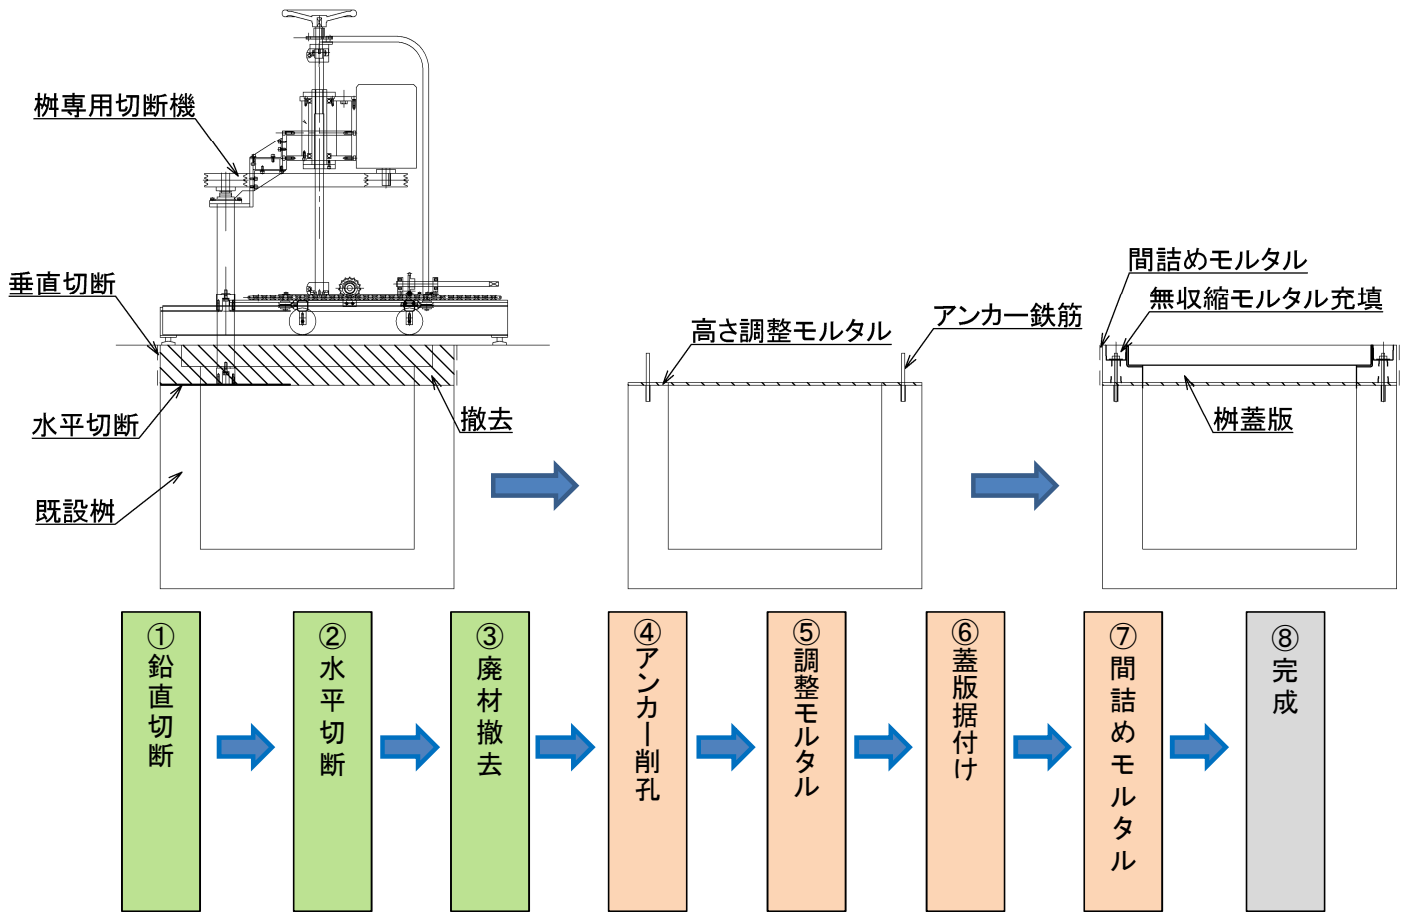 桝専用切断機
垂直切断
水平切断
既設桝
撤去
高さ調整モルタル
アンカー鉄筋
間詰めモルタル
無収縮モルタル充填
桝蓋版
①鉛直切断
②水平切断
③廃材撤去
④アンカー削孔
⑤調整モルタル
⑥蓋版据付け
⑦間詰めモルタル
⑧完成